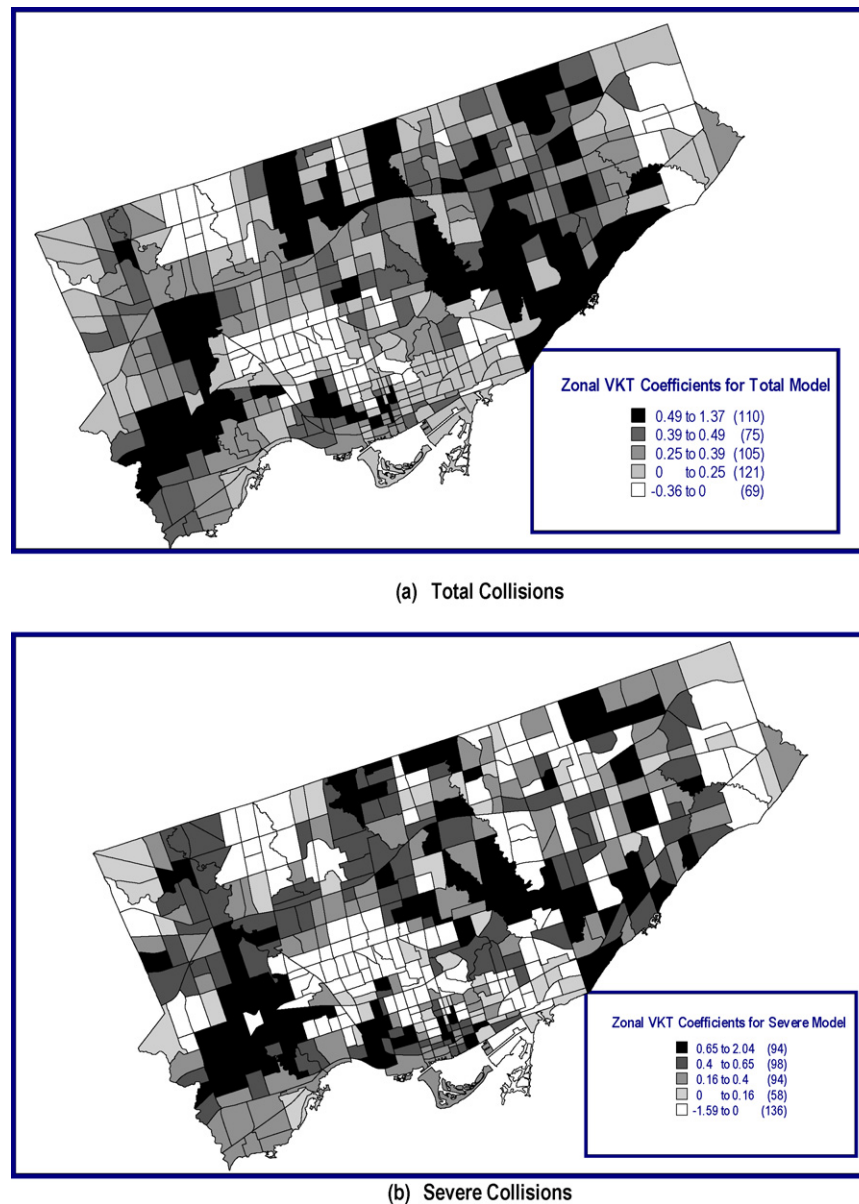 Zonal VKT Coefficients for Total Model
0.49 to 1.37 (110)
0.39 to 0.49 (75)
0.25 to 0.39 (105)
0 to 0.25 (121)
-0.36 to 0 (69)
(a) Total Collisions
Zonal VKT Coefficients for Severe Model
0.65 to 2.04 (94)
0.4 to 0.65 (98)
0.16 to 0.4 (94)
0 to 0.16 (58)
-1.59 to 0 (136)
(b) Severe Collisions